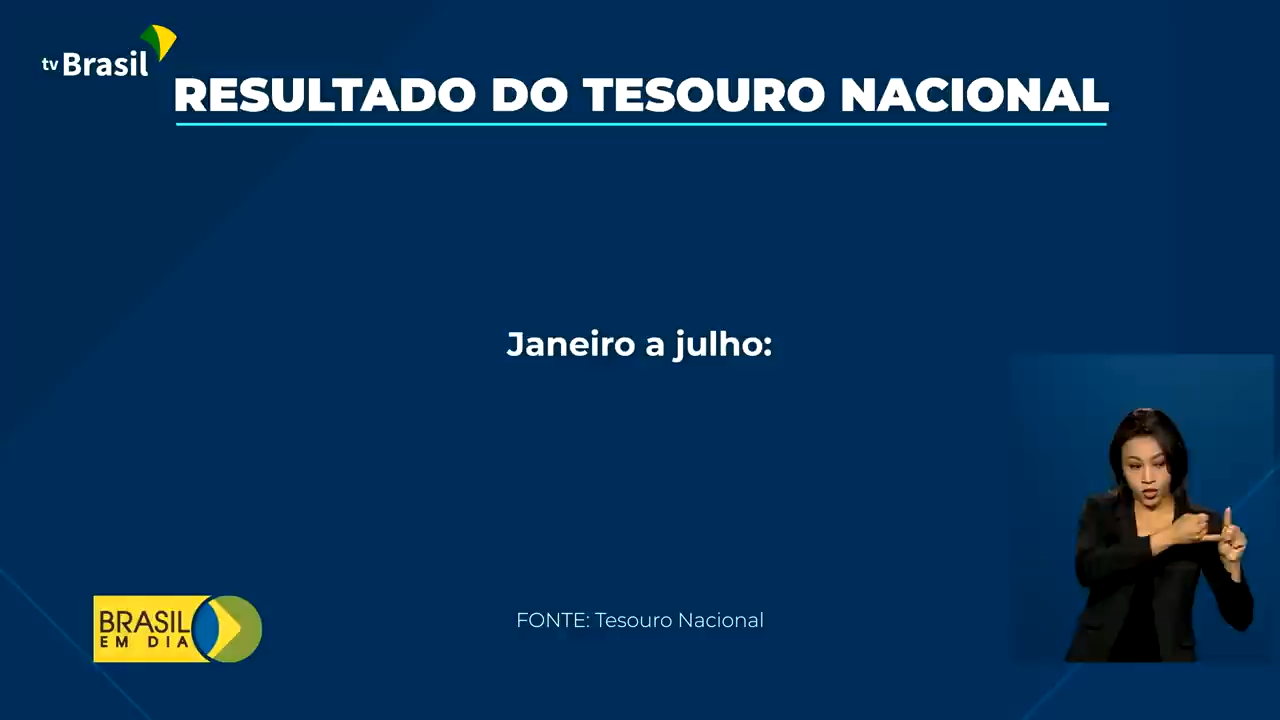 tv Brasil
RESULTADO DO TESOURO NACIONAL
Janeiro a julho:
BRASIL
EM DIA
FONTE: Tesouro Nacional